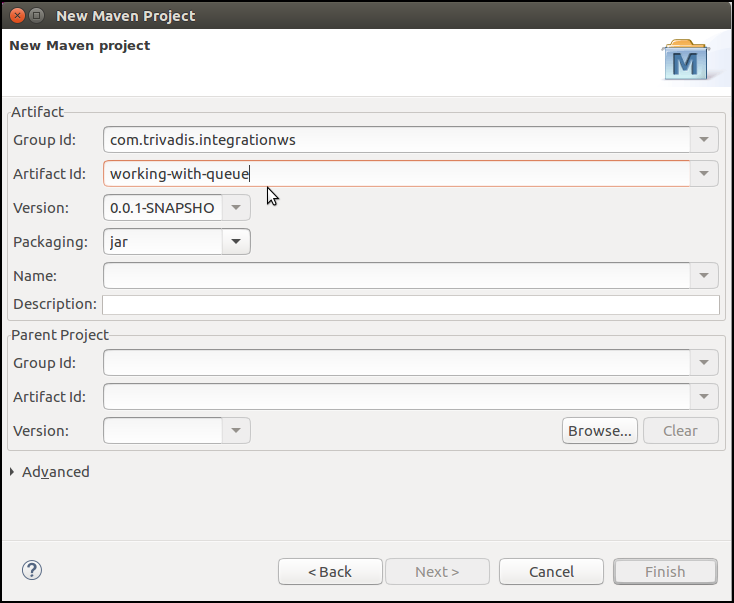 New Maven Project
New Maven project
M
Artifact
Group Id: com.trivadis.integrationws
Artifact Id: working-with-queue
Version: 0.0.1-SNAPSHO
Packaging: jar
Name:
Description:
Parent Project
Group Id:
Artifact Id:
Version: Browse... Clear
Advanced
? < Back Next > Cancel Finish